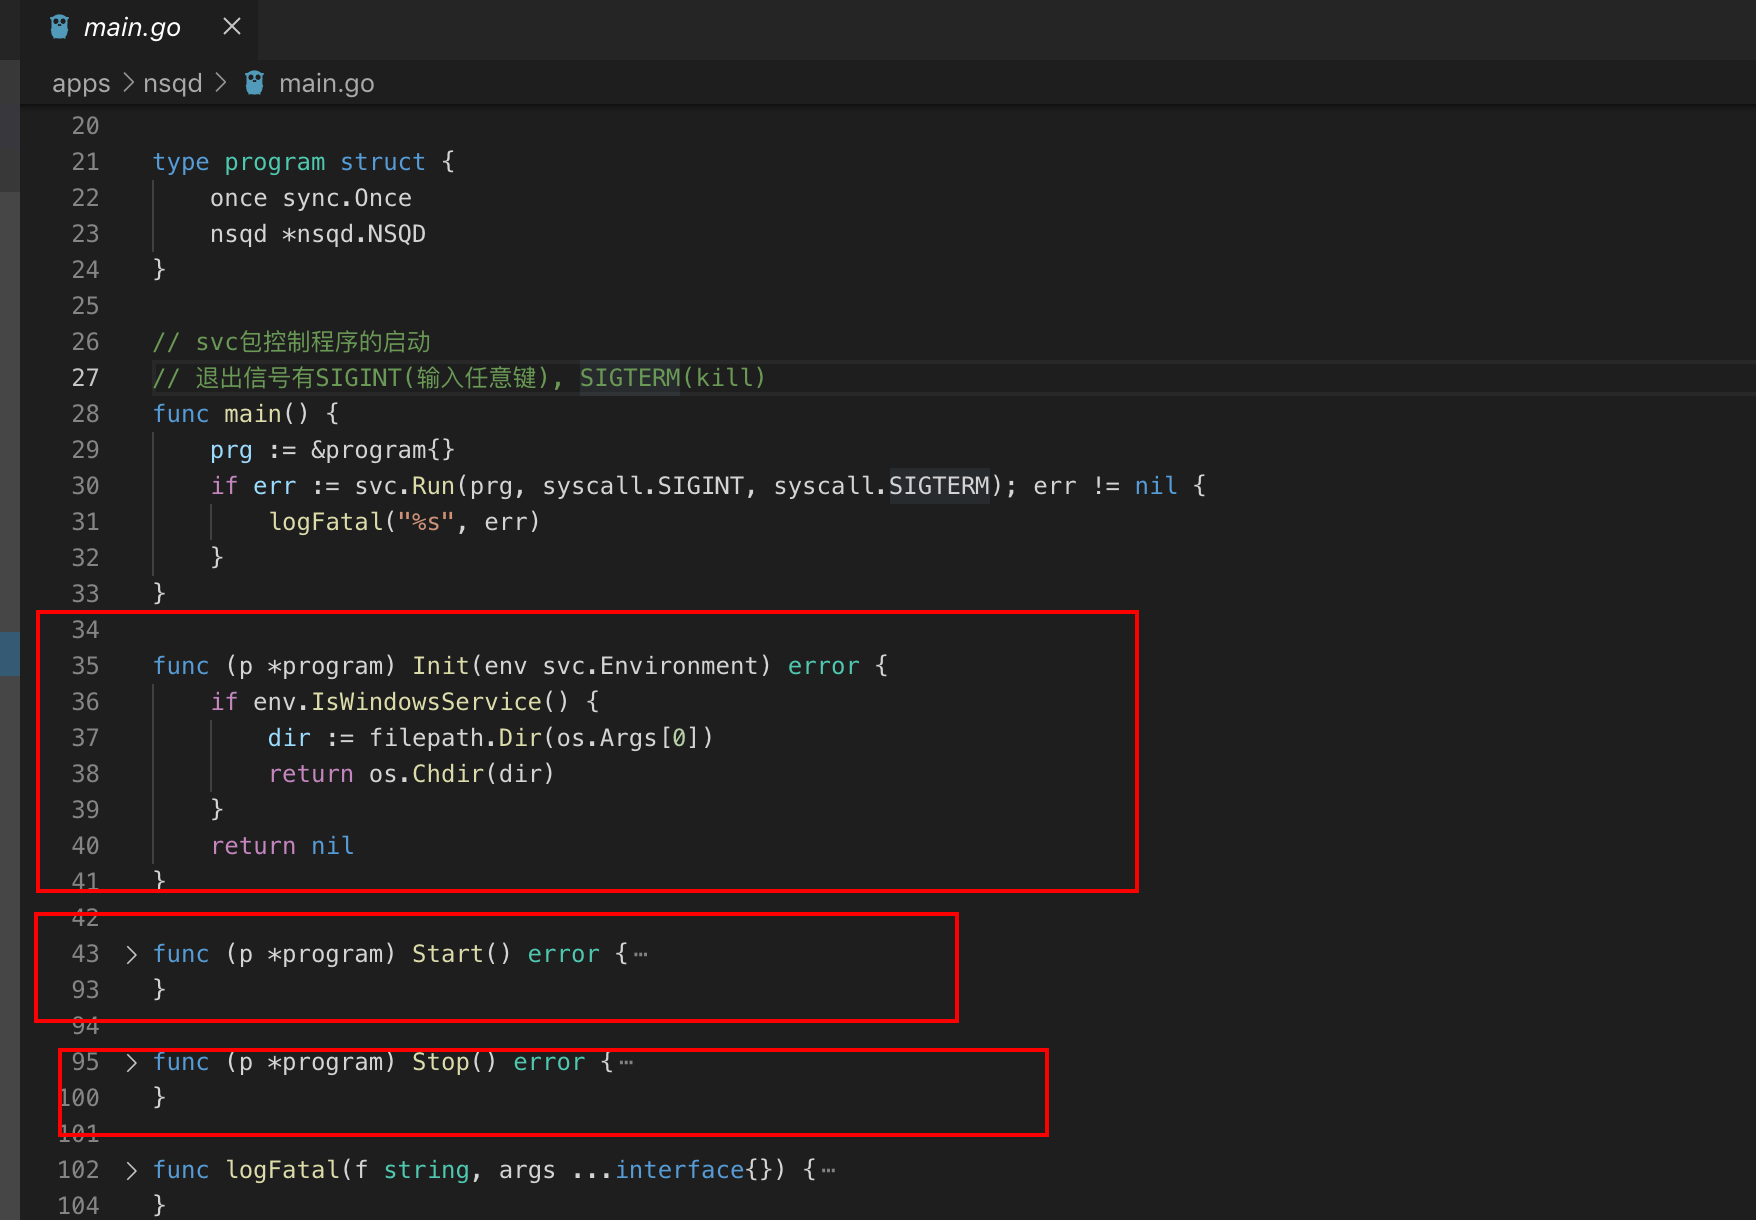 main.go
apps > nsqd > main.go
20
21 type program struct {
22     once sync.Once
23     nsqd *nsqd.NSQD
24 }
25
26 // svc包控制程序的启动
27 // 退出信号有SIGINT(输入任意键), SIGTERM(kill)
28 func main() {
29     prg := &program{}
30     if err := svc.Run(prg, syscall.SIGINT, syscall.SIGTERM); err != nil {
31         logFatal("%s", err)
32     }
33 }
34
35 func (p *program) Init(env svc.Environment) error {
36     if env.IsWindowsService() {
37         dir := filepath.Dir(os.Args[0])
38         return os.Chdir(dir)
39     }
40     return nil
41 }
42
43 > func (p *program) Start() error {…
93 }
94
95 > func (p *program) Stop() error {…
100 }
101
102 > func logFatal(f string, args ...interface{}) {…
104 }